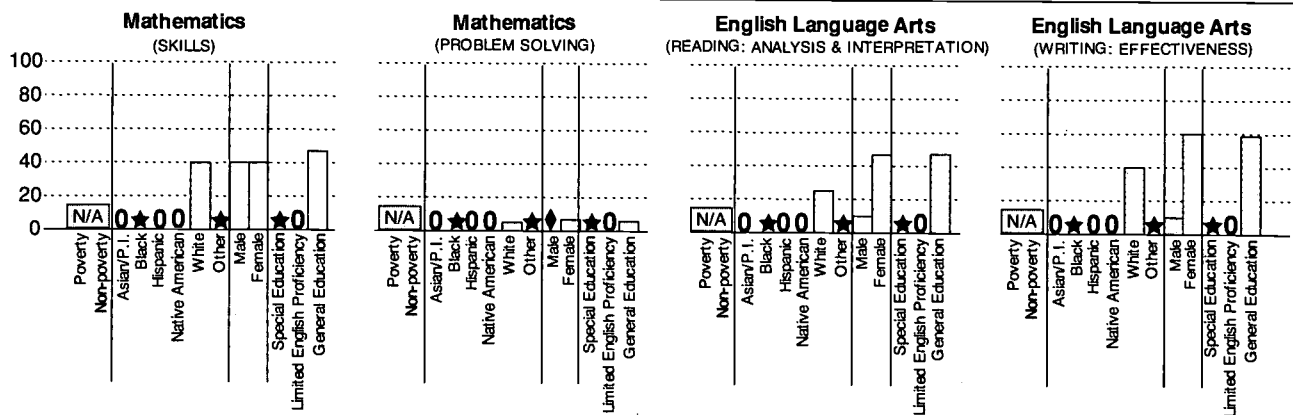 Mathematics
(SKILLS)
100
80
60
40
20
0
N/A
0 ★ 0 0 ★ ★ 0
Poverty
Non-poverty
Asian/P.I.
Black
Hispanic
Native American
White
Other
Male
Female
Special Education
Limited English Proficiency
General Education
Mathematics
(PROBLEM SOLVING)
N/A
0 ★ 0 0 ★ ♦ ★ 0
Poverty
Non-poverty
Asian/P.I.
Black
Hispanic
Native American
White
Other
Male
Female
Special Education
Limited English Proficiency
General Education
English Language Arts
(READING: ANALYSIS & INTERPRETATION)
N/A
0 ★ 0 0 ★ ★ 0
Poverty
Non-poverty
Asian/P.I.
Black
Hispanic
Native American
White
Other
Male
Female
Special Education
Limited English Proficiency
General Education
English Language Arts
(WRITING: EFFECTIVENESS)
N/A
0 ★ 0 0 ★ ★ 0
Poverty
Non-poverty
Asian/P.I.
Black
Hispanic
Native American
White
Other
Male
Female
Special Education
Limited English Proficiency
General Education